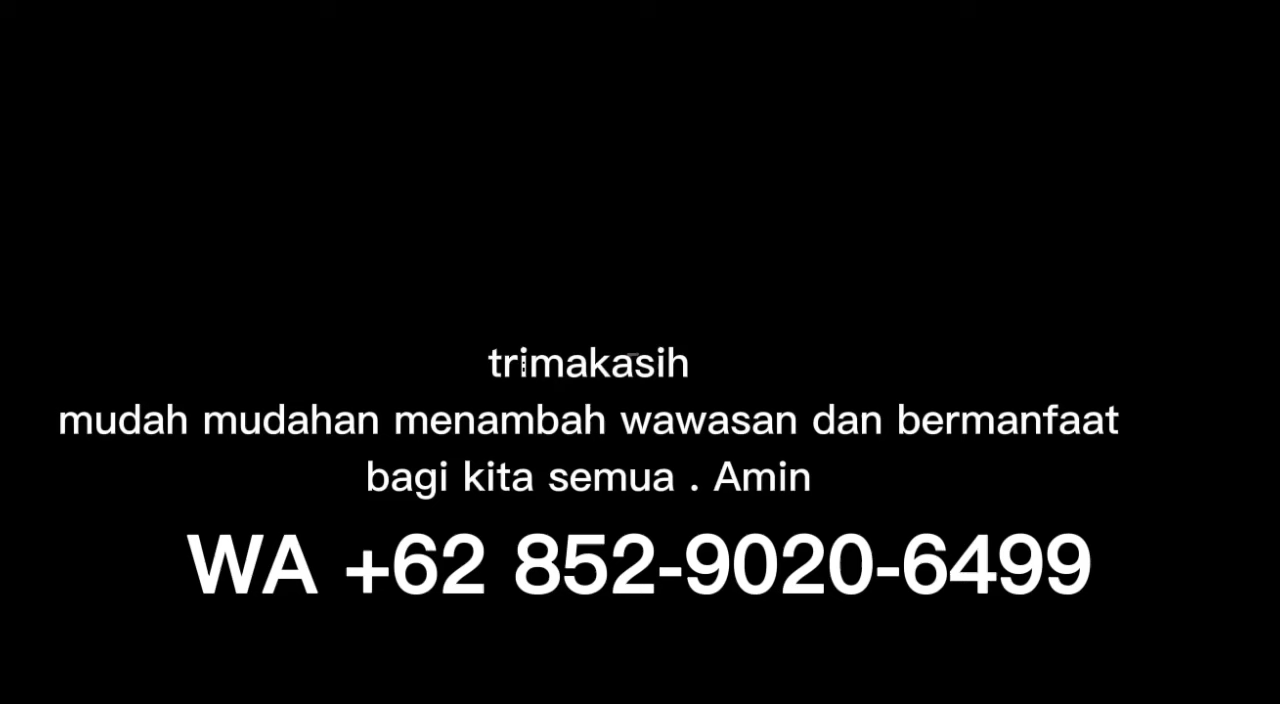 trimakasih
mudah mudahan menambah wawasan dan bermanfaat
bagi kita semua . Amin
WA +62 852-9020-6499